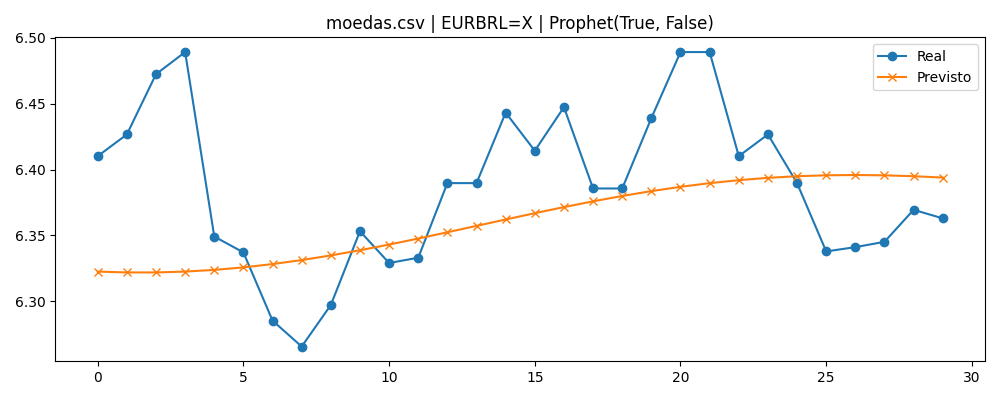 moedas.csv | EURBRL=X | Prophet(True, False)
6.50
6.45
6.40
6.35
6.30
Real
Previsto
0 5 10 15 20 25 30